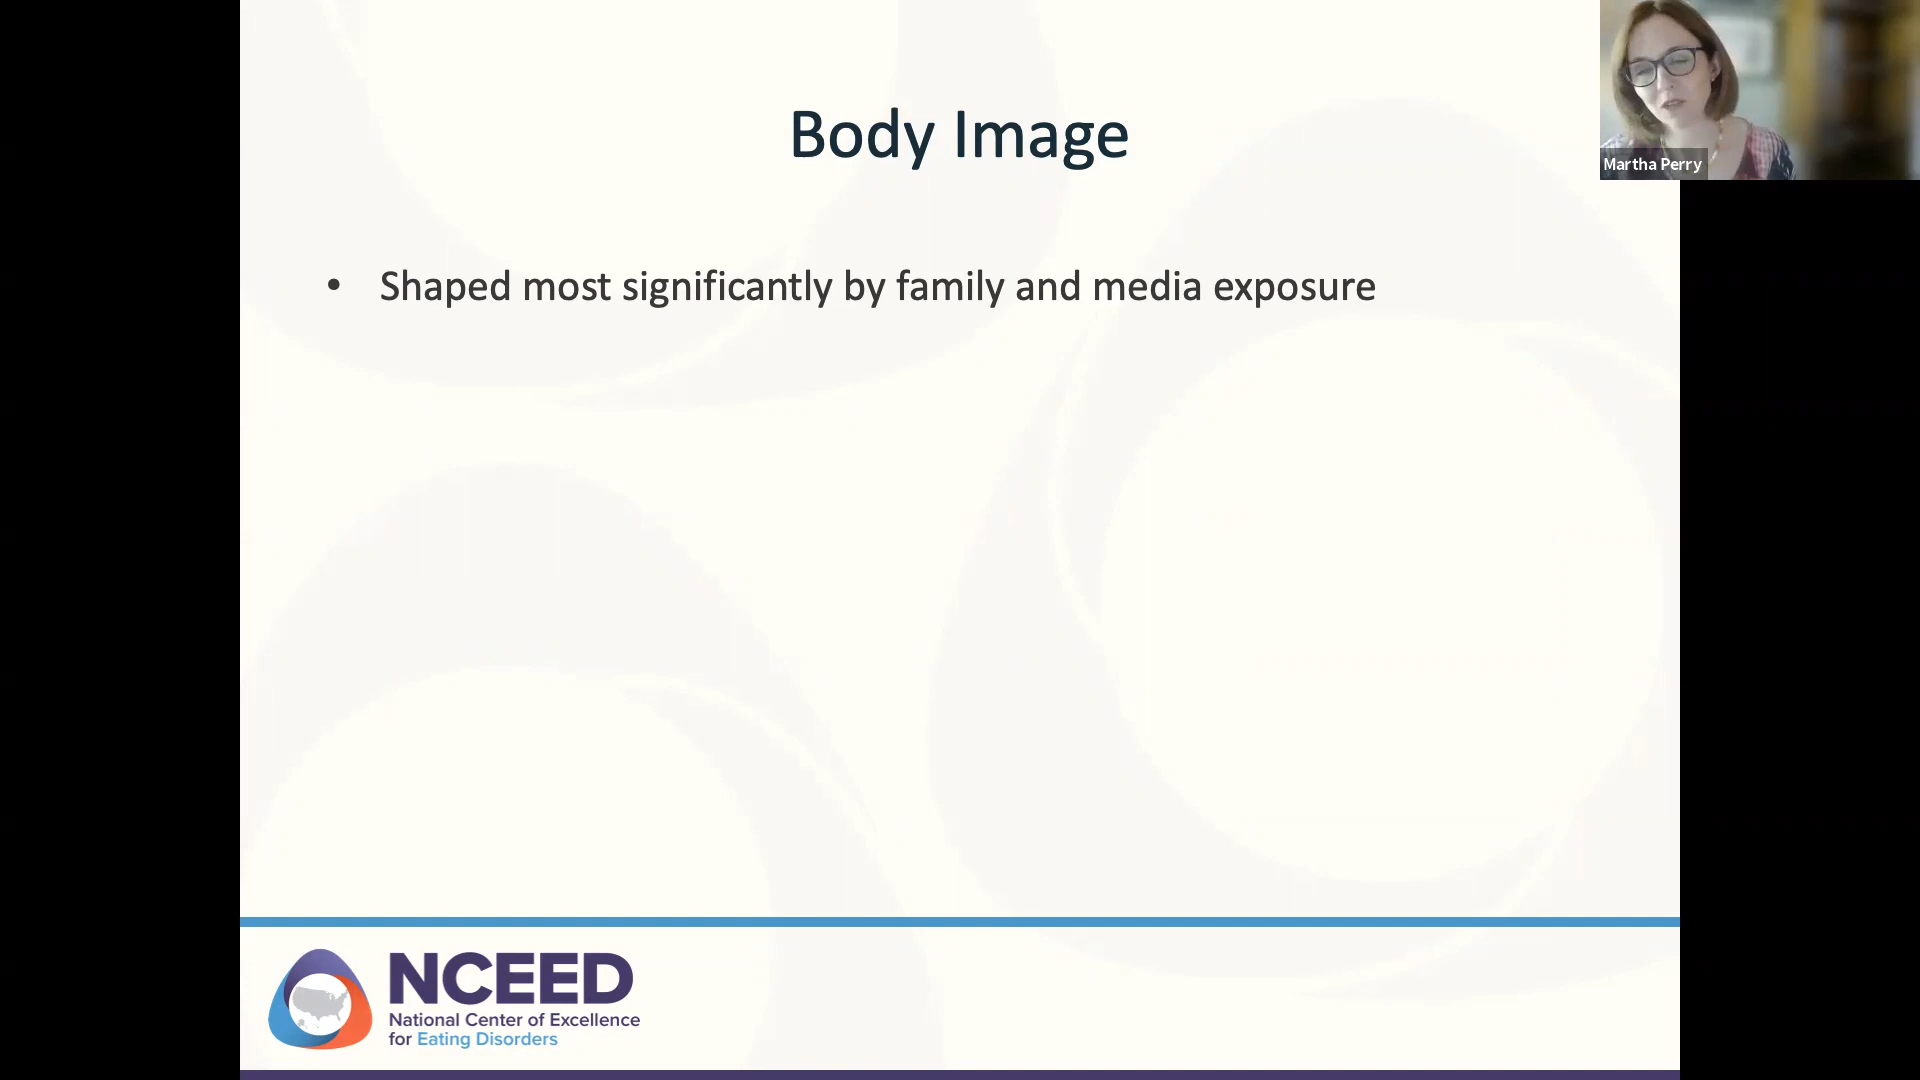 Body Image
• Shaped most significantly by family and media exposure
Martha Perry
NCEED
National Center of Excellence
for Eating Disorders